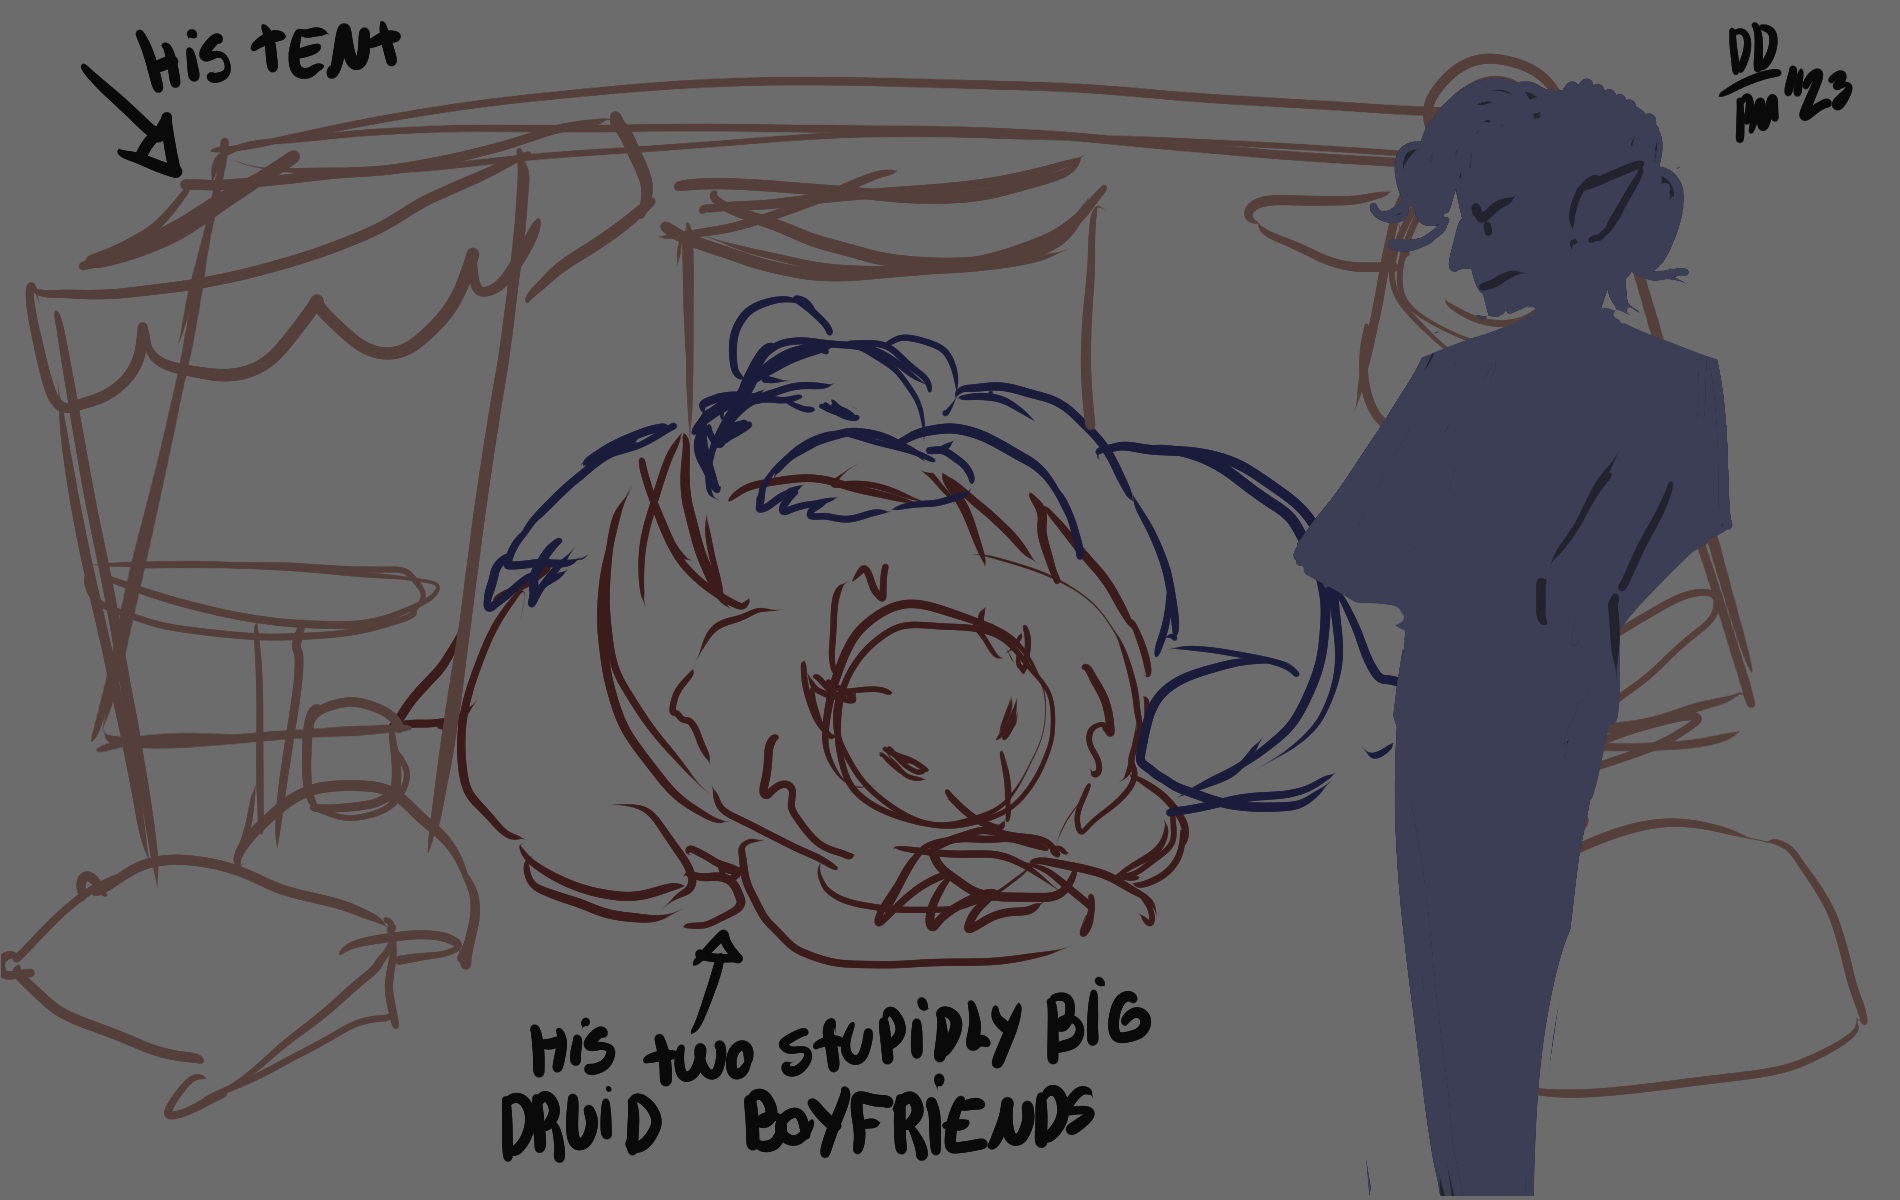 HiS tENt
DD
AM "23
HiS two StUPiDLY BiG
DRUiD BoYFRiENDS